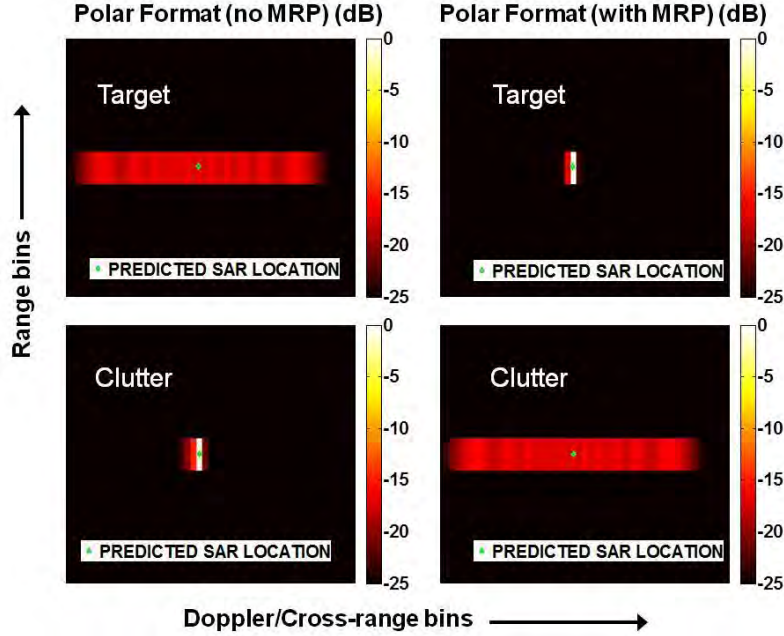 Polar Format (no MRP) (dB)
Polar Format (with MRP) (dB)
Target
0
-5
-10
-15
-20
-25
PREDICTED SAR LOCATION
Target
0
-5
-10
-15
-20
-25
PREDICTED SAR LOCATION
Range bins
Clutter
0
-5
-10
-15
-20
-25
PREDICTED SAR LOCATION
Clutter
0
-5
-10
-15
-20
-25
PREDICTED SAR LOCATION
Doppler/Cross-range bins